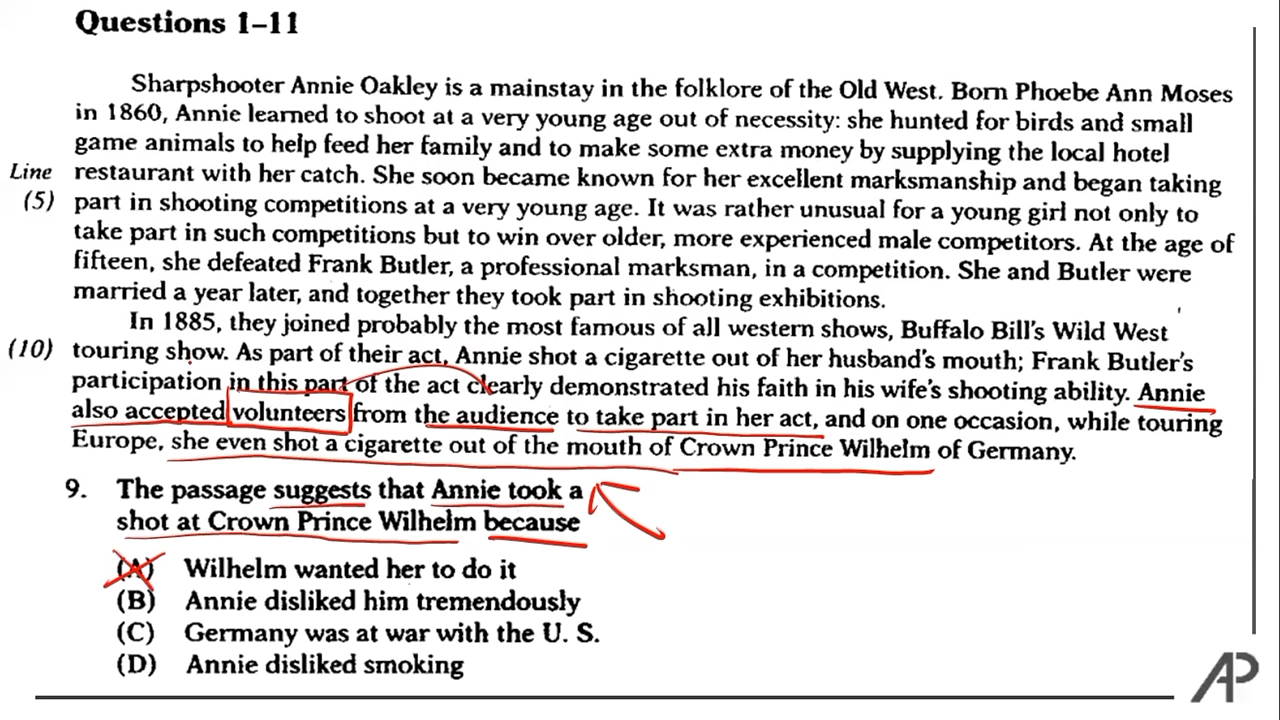 Questions 1–11
Sharpshooter Annie Oakley is a mainstay in the folklore of the Old West. Born Phoebe Ann Moses
in 1860, Annie learned to shoot at a very young age out of necessity: she hunted for birds and small
game animals to help feed her family and to make some extra money by supplying the local hotel
Line restaurant with her catch. She soon became known for her excellent marksmanship and began taking
(5) part in shooting competitions at a very young age. It was rather unusual for a young girl not only to
take part in such competitions but to win over older, more experienced male competitors. At the age of
fifteen, she defeated Frank Butler, a professional marksman, in a competition. She and Butler were
married a year later, and together they took part in shooting exhibitions.
In 1885, they joined probably the most famous of all western shows, Buffalo Bill's Wild West
(10) touring show. As part of their act, Annie shot a cigarette out of her husband's mouth; Frank Butler's
participation in this part of the act clearly demonstrated his faith in his wife's shooting ability. Annie
also accepted volunteers from the audience to take part in her act, and on one occasion, while touring
Europe, she even shot a cigarette out of the mouth of Crown Prince Wilhelm of Germany.
9. The passage suggests that Annie took a
shot at Crown Prince Wilhelm because
(A) Wilhelm wanted her to do it
(B) Annie disliked him tremendously
(C) Germany was at war with the U. S.
(D) Annie disliked smoking
AP